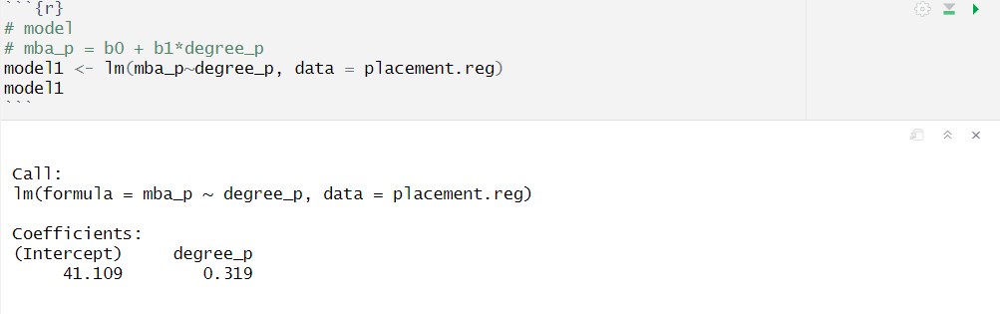 ```{r}
# model
# mba_p = b0 + b1*degree_p
model1 <- lm(mba_p~degree_p, data = placement.reg)
model1
```
Call:
lm(formula = mba_p ~ degree_p, data = placement.reg)
Coefficients:
(Intercept)     degree_p
     41.109        0.319